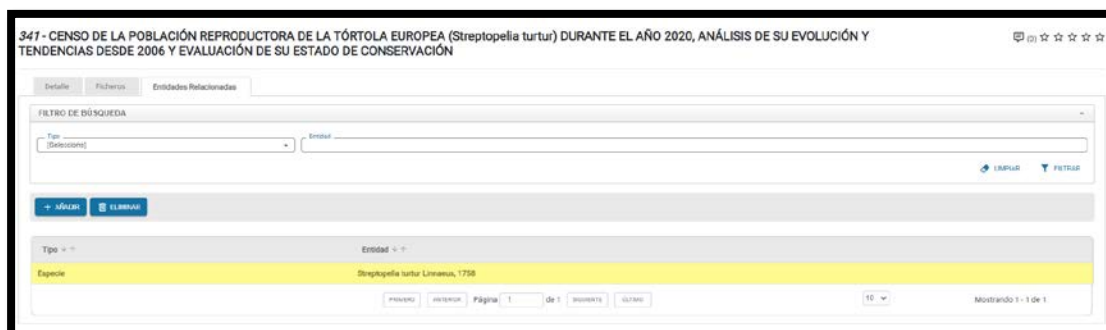 341 - CENSO DE LA POBLACIÓN REPRODUCTORA DE LA TÓRTOLA EUROPEA (Streptopelia turtur) DURANTE EL AÑO 2020, ANÁLISIS DE SU EVOLUCIÓN Y
TENDENCIAS DESDE 2006 Y EVALUACIÓN DE SU ESTADO DE CONSERVACIÓN
(0)
Detalle Ficheros Entidades Relacionadas
FILTRO DE BÚSQUEDA
Tipo Entidad
[Seleccione]
LIMPIAR FILTRAR
+ AÑADIR ELIMINAR
Tipo Entidad
Especie Streptopelia turtur Linnaeus, 1758
PRIMERO ANTERIOR Página 1 de 1 SIGUIENTE ÚLTIMO 10 Mostrando 1 - 1 de 1